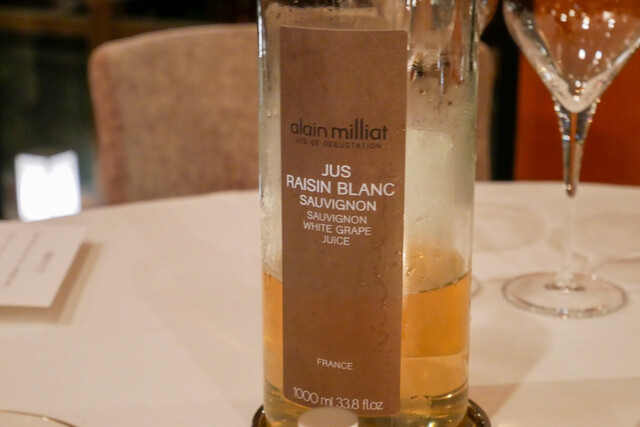 alain milliat
JUS DE DEGUSTATION
JUS
RAISIN BLANC
SAUVIGNON
SAUVIGNON
WHITE GRAPE
JUICE
FRANCE
1000 ml 33.8 fl.oz